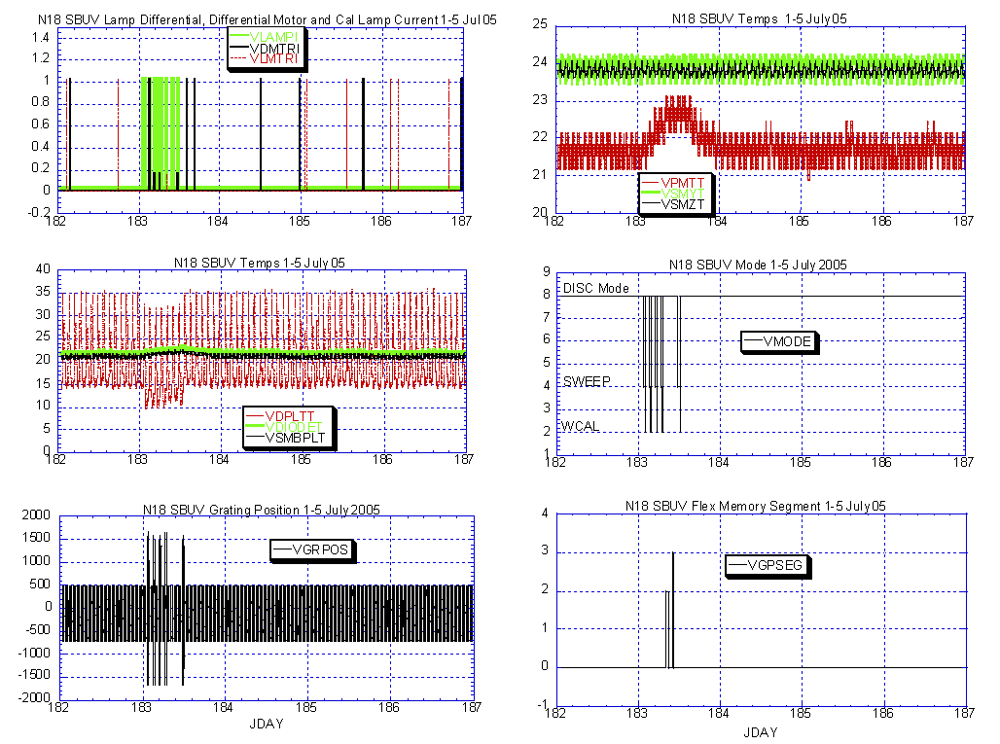 N18 SBUV Lamp Differential, Differential Motor and Cal Lamp Current 1-5 Jul 05
1.4
1.2
1
0.8
0.6
0.4
0.2
0
-0.2
VLAMPI
VDMTRI
VLMTRI
182 183 184 185 186 187
N18 SBUV Temps 1-5 July 05
25
24
23
22
21
20
VPMTT
VSMYT
VSMZT
182 183 184 185 186 187
N18 SBUV Temps 1-5 July 05
40
35
30
25
20
15
10
5
0
VDPLTT
VDIODET
VSMBPLT
182 183 184 185 186 187
N18 SBUV Mode 1-5 July 2005
9
8
7
6
5
4
3
2
1
DISC Mode
SWEEP
WCAL
VMODE
182 183 184 185 186 187
N18 SBUV Grating Position 1-5 July 2005
2000
1500
1000
500
0
-500
-1000
-1500
-2000
VGRPOS
182 183 184 185 186 187
JDAY
N18 SBUV Flex Memory Segment 1-5 July 05
4
3
2
1
0
-1
VGPSEG
182 183 184 185 186 187
JDAY